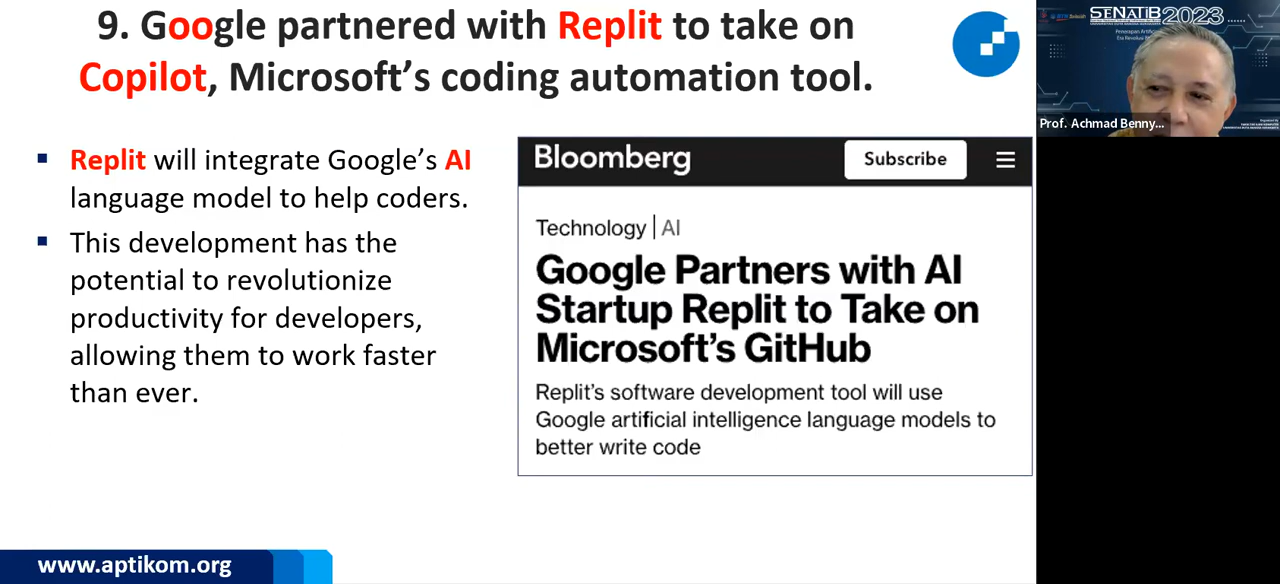 9. Google partnered with Replit to take on
Copilot, Microsoft’s coding automation tool.
▪ Replit will integrate Google’s AI
language model to help coders.
▪ This development has the
potential to revolutionize
productivity for developers,
allowing them to work faster
than ever.
Bloomberg
Subscribe
Technology | AI
Google Partners with AI
Startup Replit to Take on
Microsoft’s GitHub
Replit’s software development tool will use
Google artificial intelligence language models to
better write code
www.aptikom.org
SENATIB 2023
Prof. Achmad Benny...